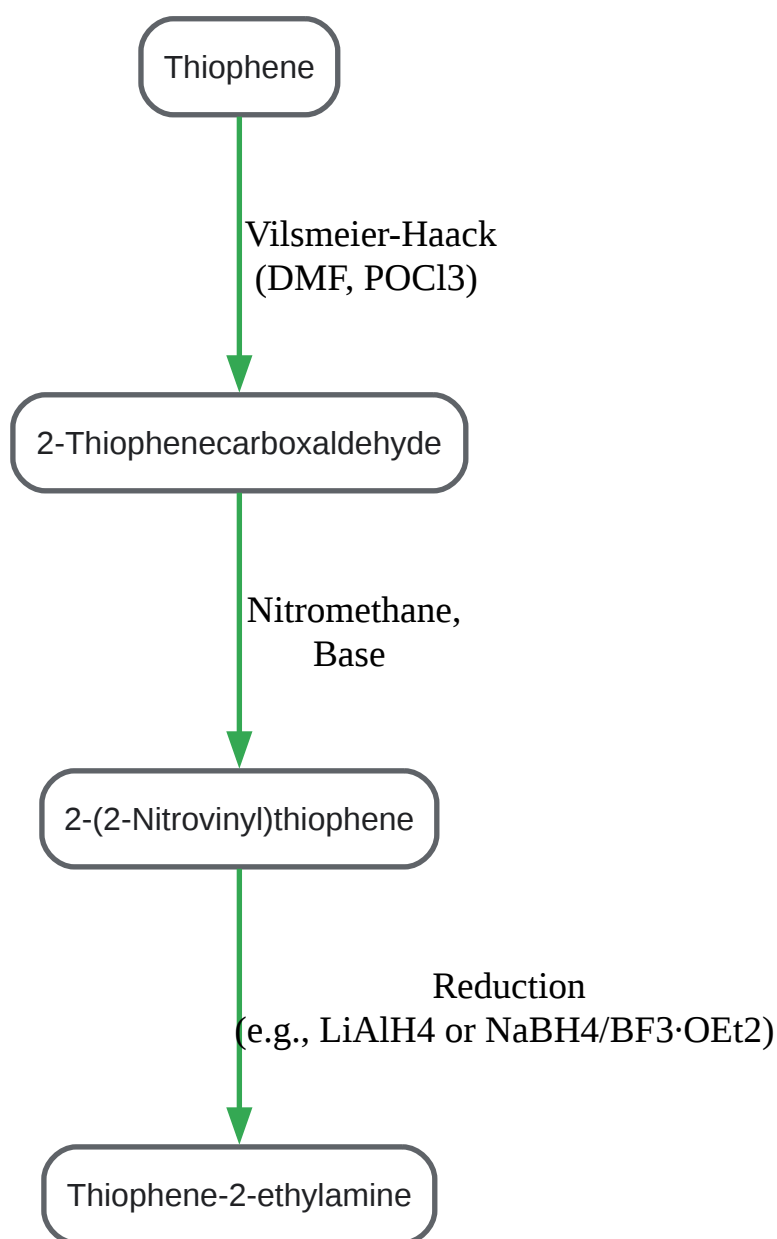 Thiophene
Vilsmeier-Haack
(DMF, POCl3)
2-Thiophenecarboxaldehyde
Nitromethane,
Base
2-(2-Nitrovinyl)thiophene
Reduction
(e.g., LiAlH4 or NaBH4/BF3·OEt2)
Thiophene-2-ethylamine